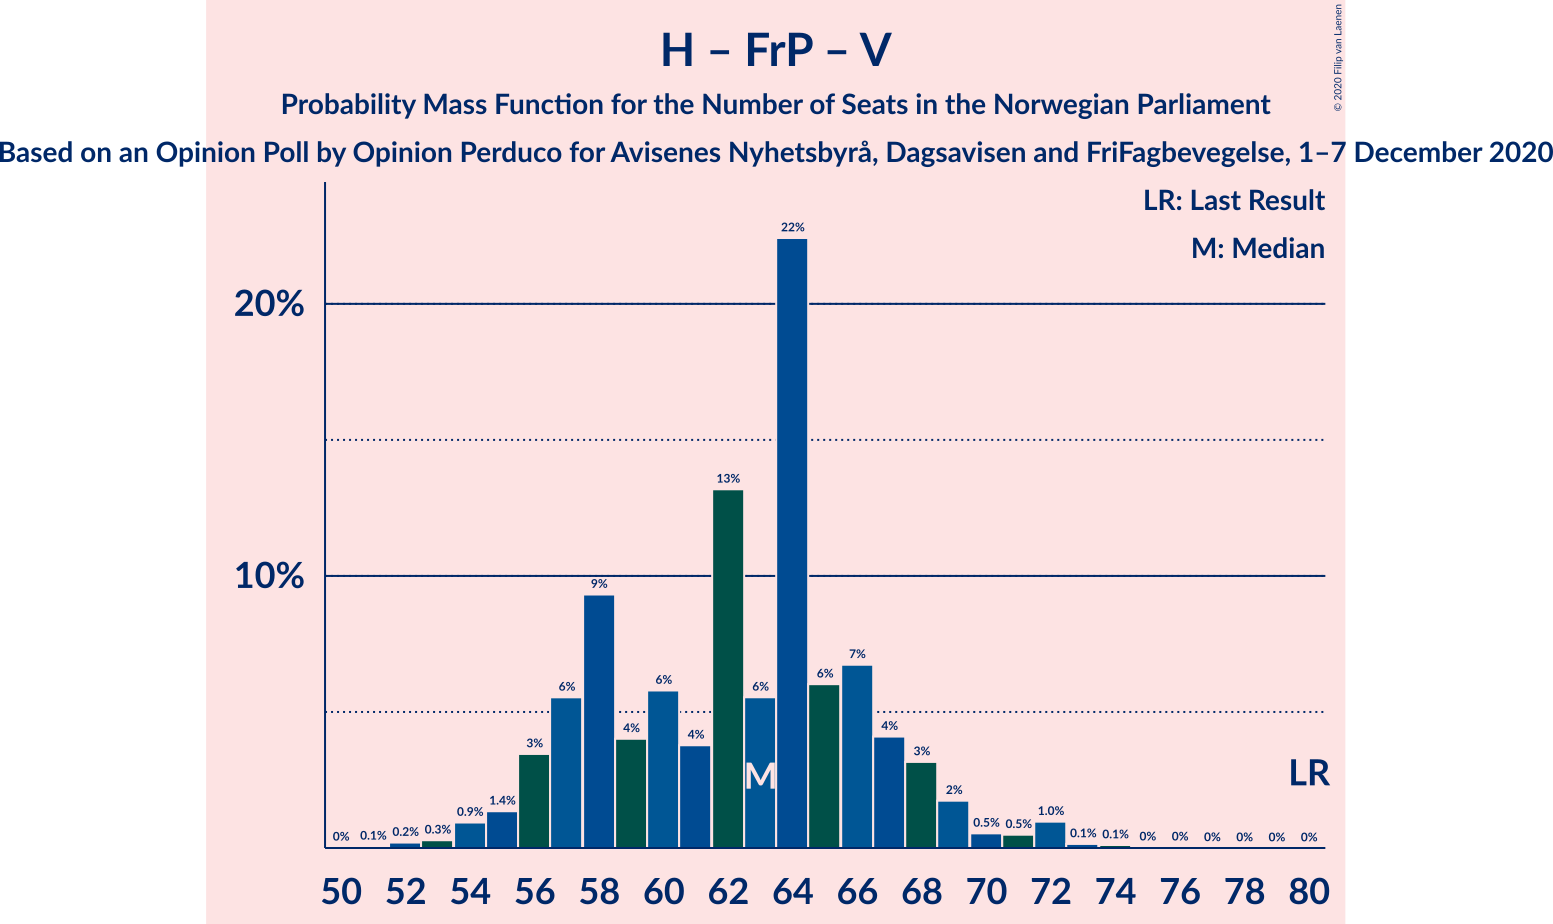 H – FrP – V
© 2020 Filip van Laenen
Probability Mass Function for the Number of Seats in the Norwegian Parliament
Based on an Opinion Poll by Opinion Perduco for Avisenes Nyhetsbyrå, Dagsavisen and FriFagbevegelse, 1–7 December 2020
LR: Last Result
M: Median
20%
10%
0% 0.1% 0.2% 0.3% 0.9% 1.4% 3% 6% 9% 4% 6% 4% 13% 6% 22% 6% 7% 4% 3% 2% 0.5% 0.5% 1.0% 0.1% 0.1% 0% 0% 0% 0% 0% 0%
M
LR
50 52 54 56 58 60 62 64 66 68 70 72 74 76 78 80